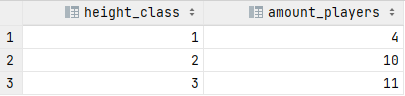 height_class amount_players
1 1 4
2 2 10
3 3 11